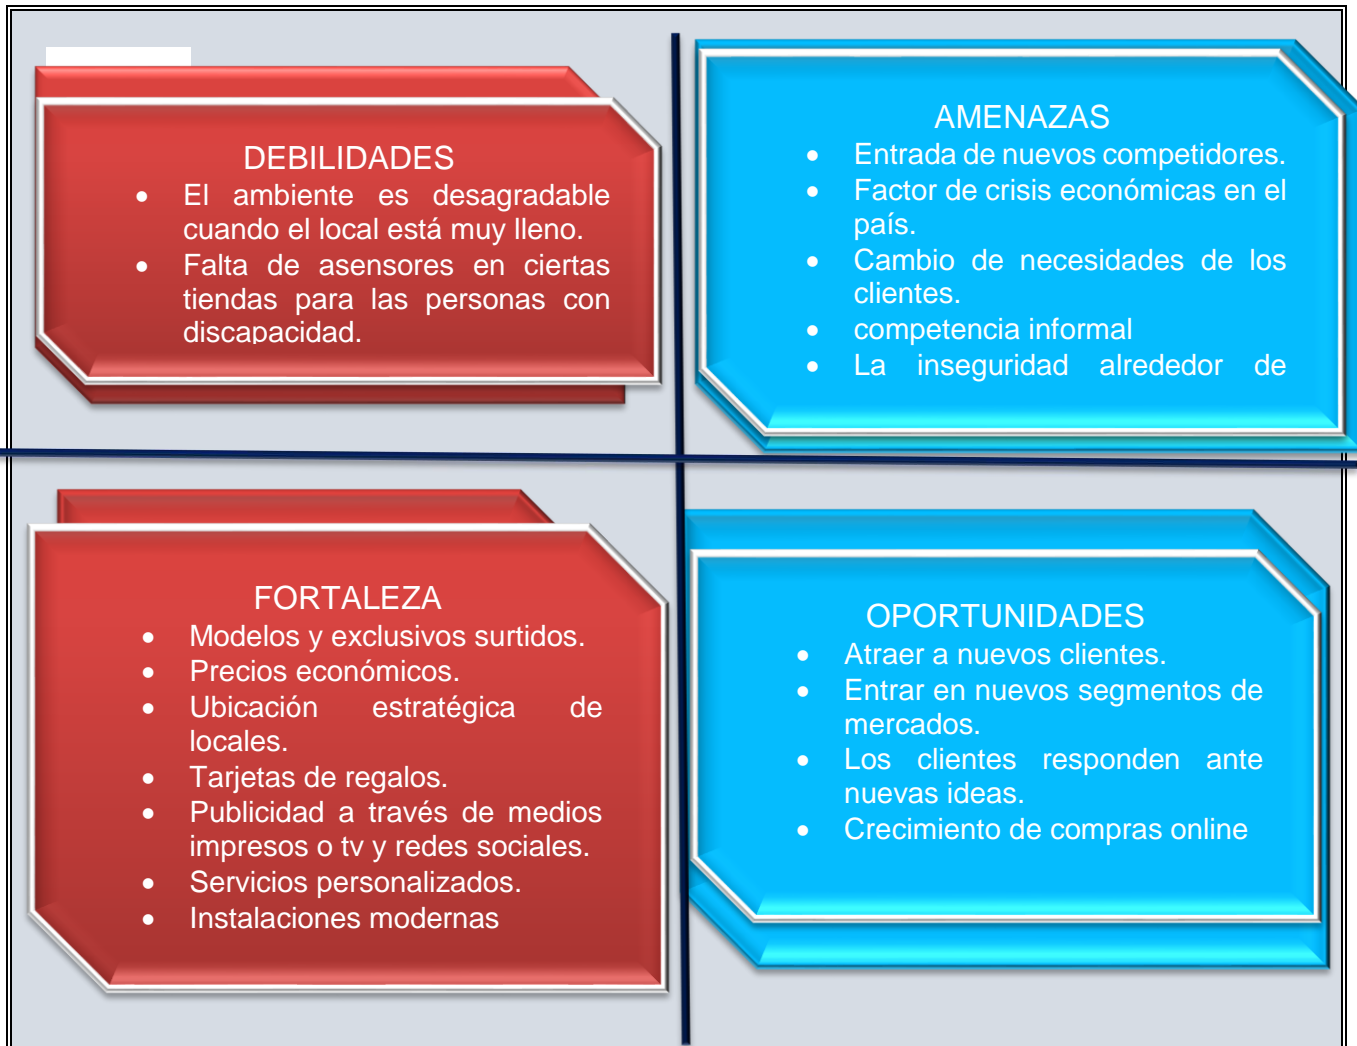 DEBILIDADES
• El ambiente es desagradable
cuando el local está muy lleno.
• Falta de asensores en ciertas
tiendas para las personas con
discapacidad.
AMENAZAS
• Entrada de nuevos competidores.
• Factor de crisis económicas en el
país.
• Cambio de necesidades de los
clientes.
• competencia informal
• La inseguridad alrededor de
FORTALEZA
• Modelos y exclusivos surtidos.
• Precios económicos.
• Ubicación estratégica de
locales.
• Tarjetas de regalos.
• Publicidad a través de medios
impresos o tv y redes sociales.
• Servicios personalizados.
• Instalaciones modernas
OPORTUNIDADES
• Atraer a nuevos clientes.
• Entrar en nuevos segmentos de
mercados.
• Los clientes responden ante
nuevas ideas.
• Crecimiento de compras online